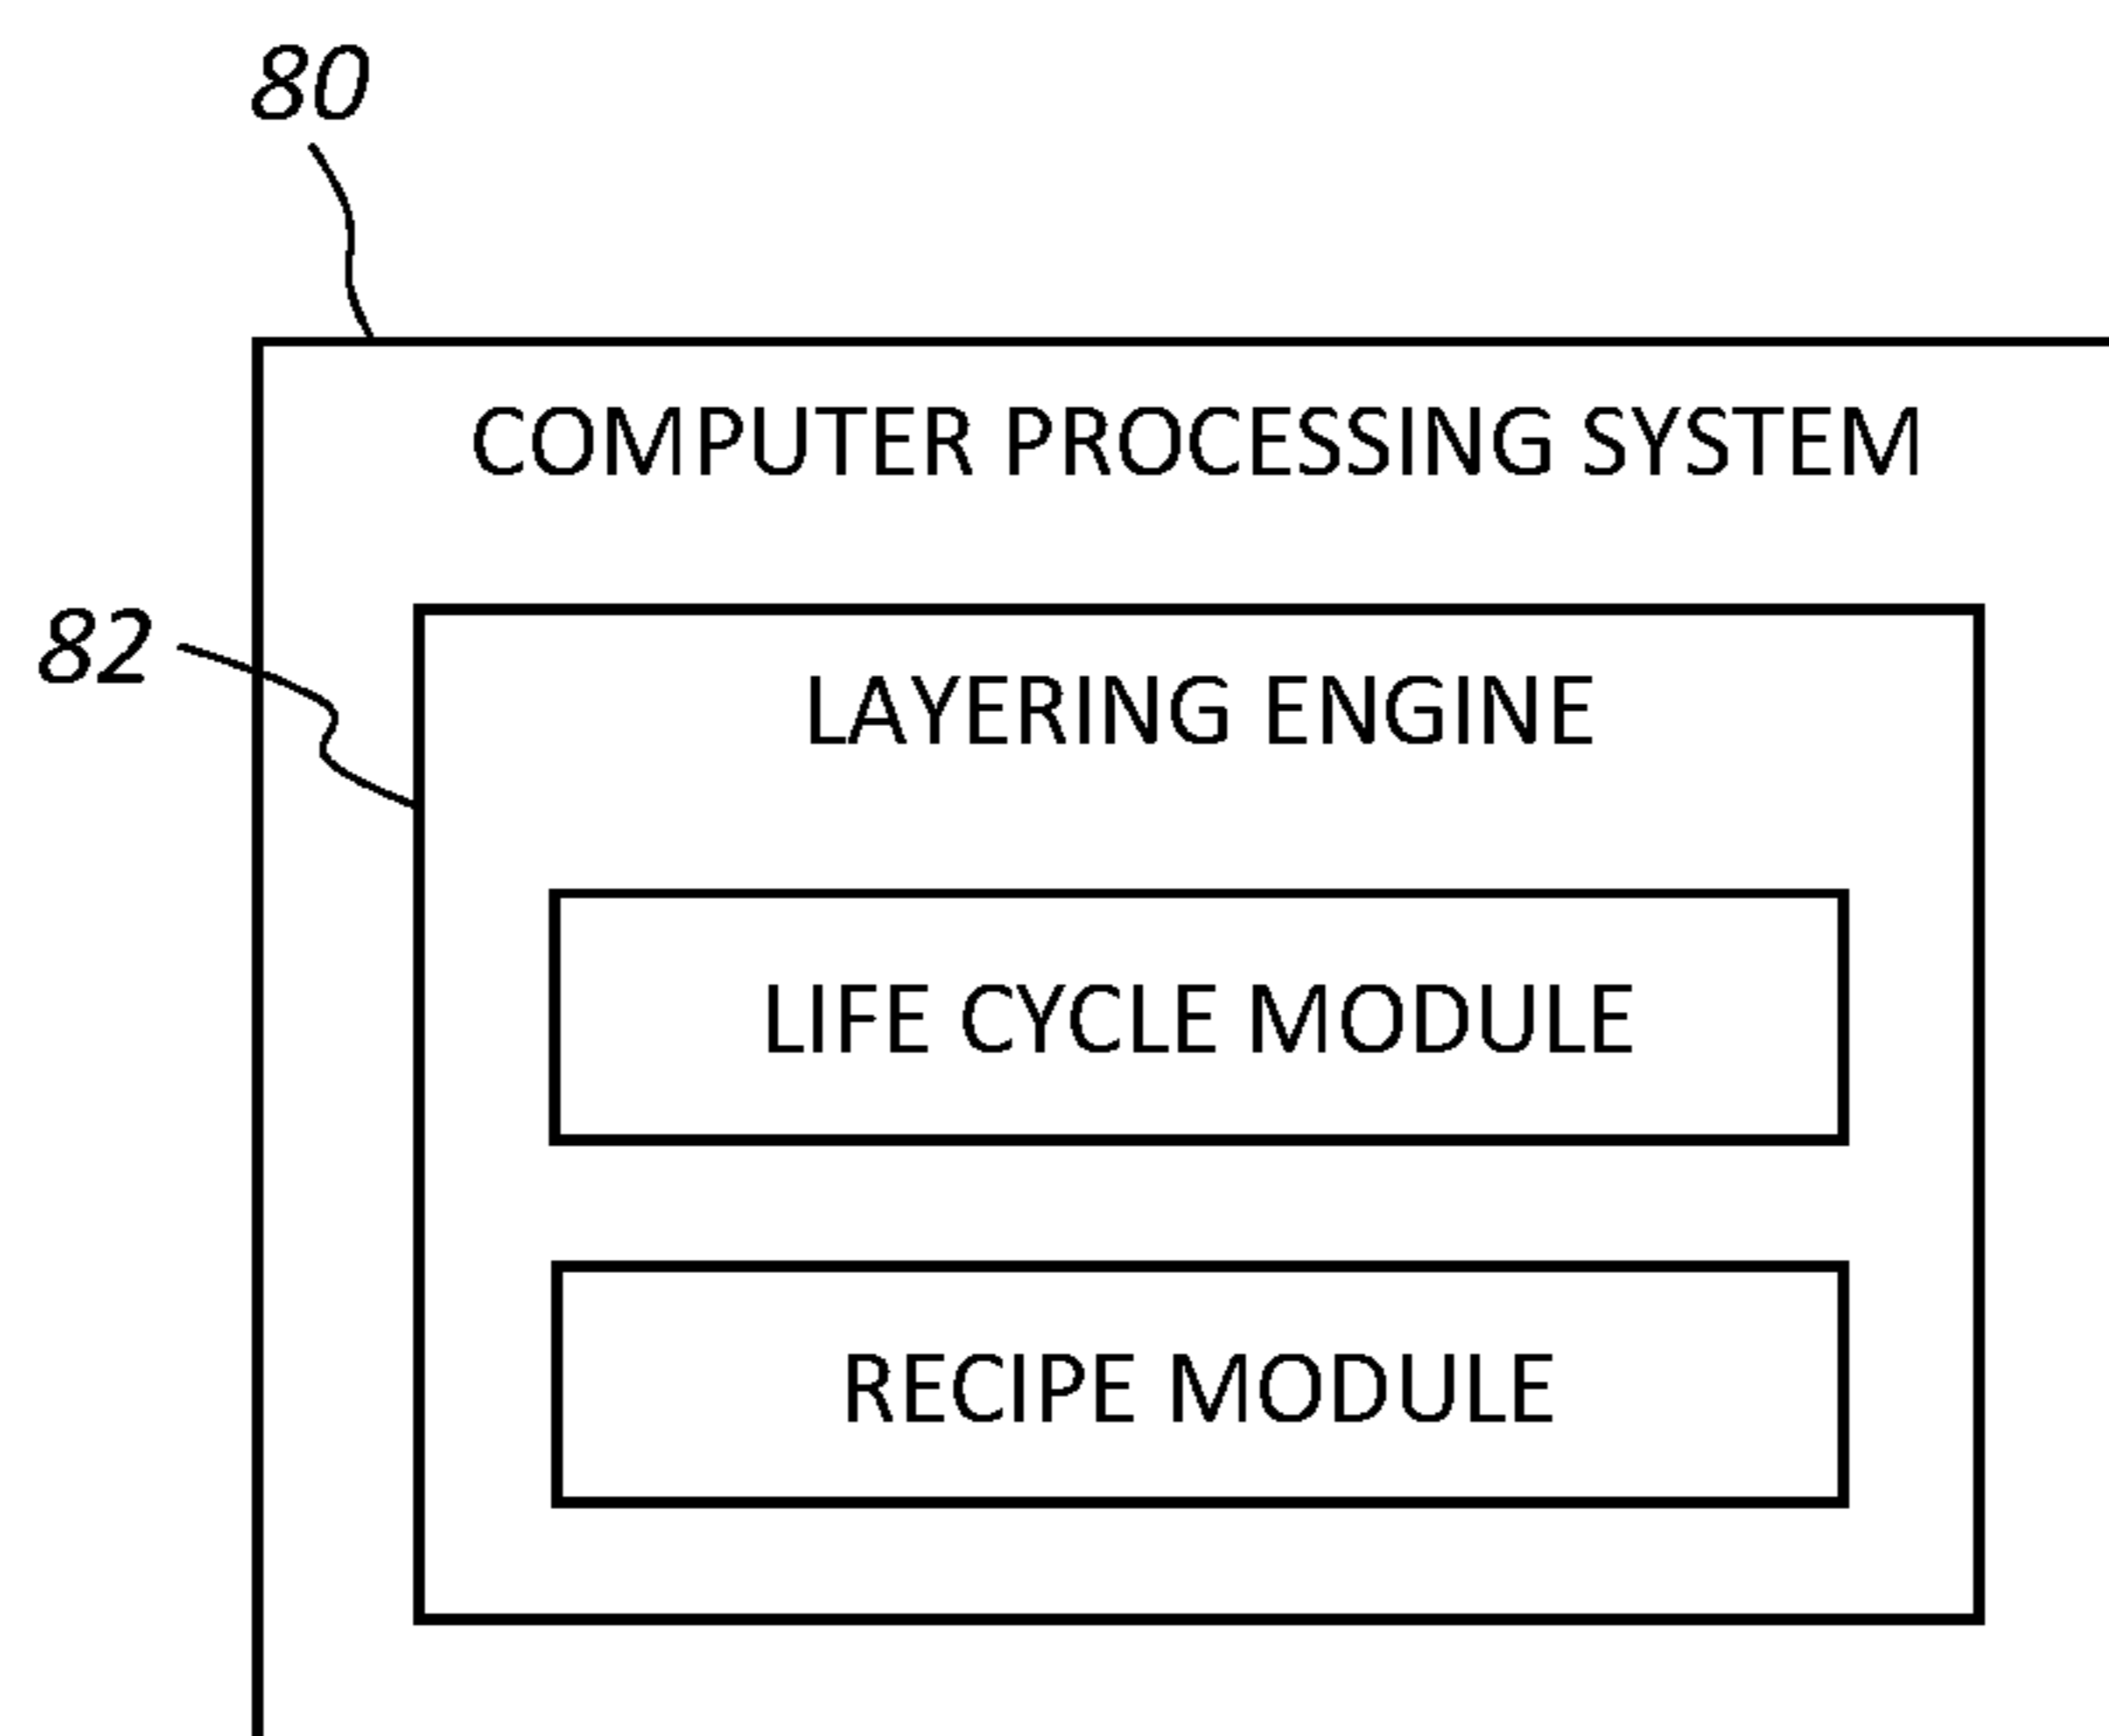 80
COMPUTER PROCESSING SYSTEM
82
LAYERING ENGINE
LIFE CYCLE MODULE
RECIPE MODULE